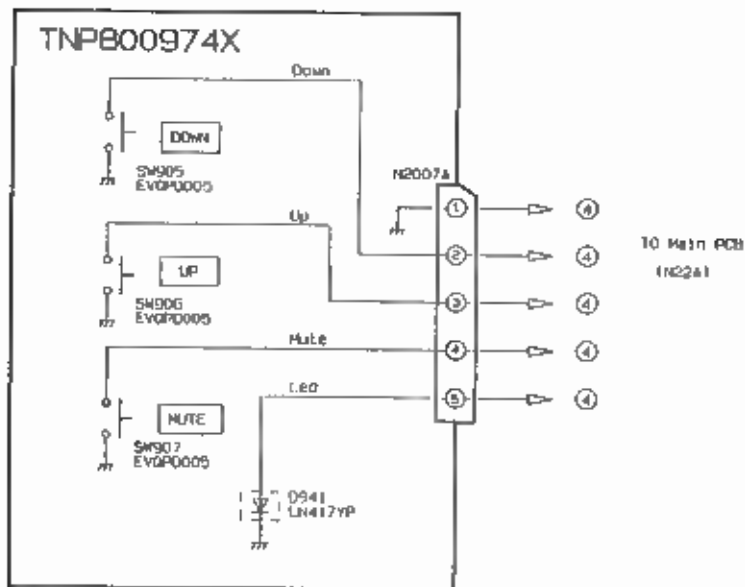 TNP800974X
Down
DOWN
SW905
EVQP0005
N2007A
1
4
Up
2
4
TO Main PCB
(N22A)
UP
3
4
SW906
EVQP0005
Mute
4
4
Led
5
4
MUTE
SW907
EVQP0005
D941
LN417YP